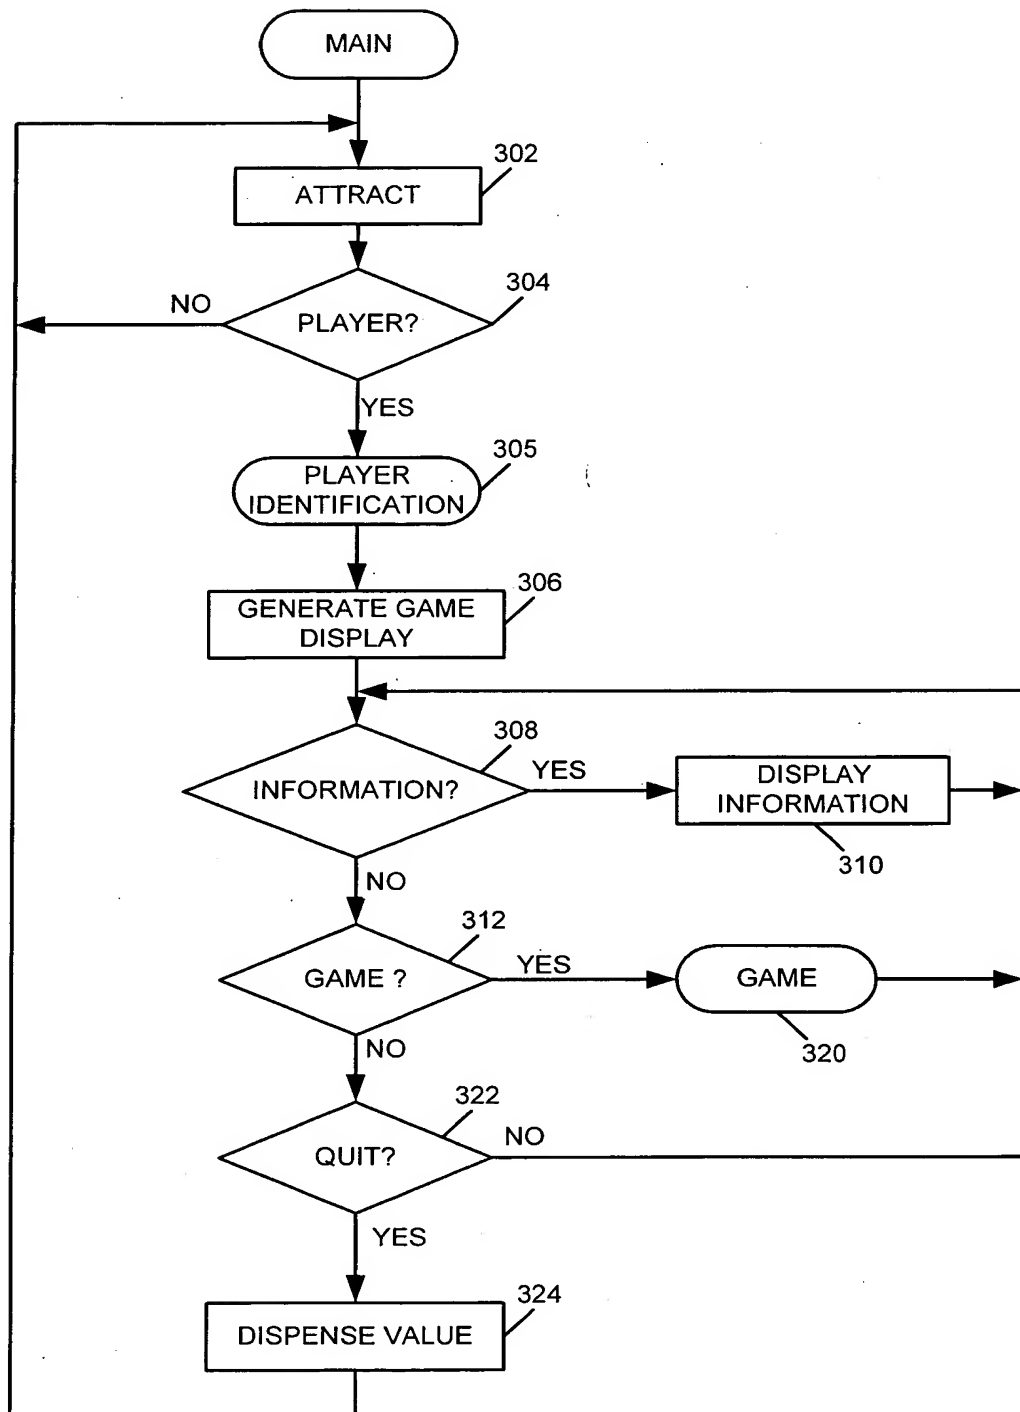 MAIN
302
ATTRACT
304
NO
PLAYER?
YES
305
PLAYER
IDENTIFICATION
306
GENERATE GAME
DISPLAY
308
INFORMATION?
YES
DISPLAY
INFORMATION
310
NO
312
GAME ?
YES
GAME
320
NO
322
QUIT?
NO
YES
324
DISPENSE VALUE